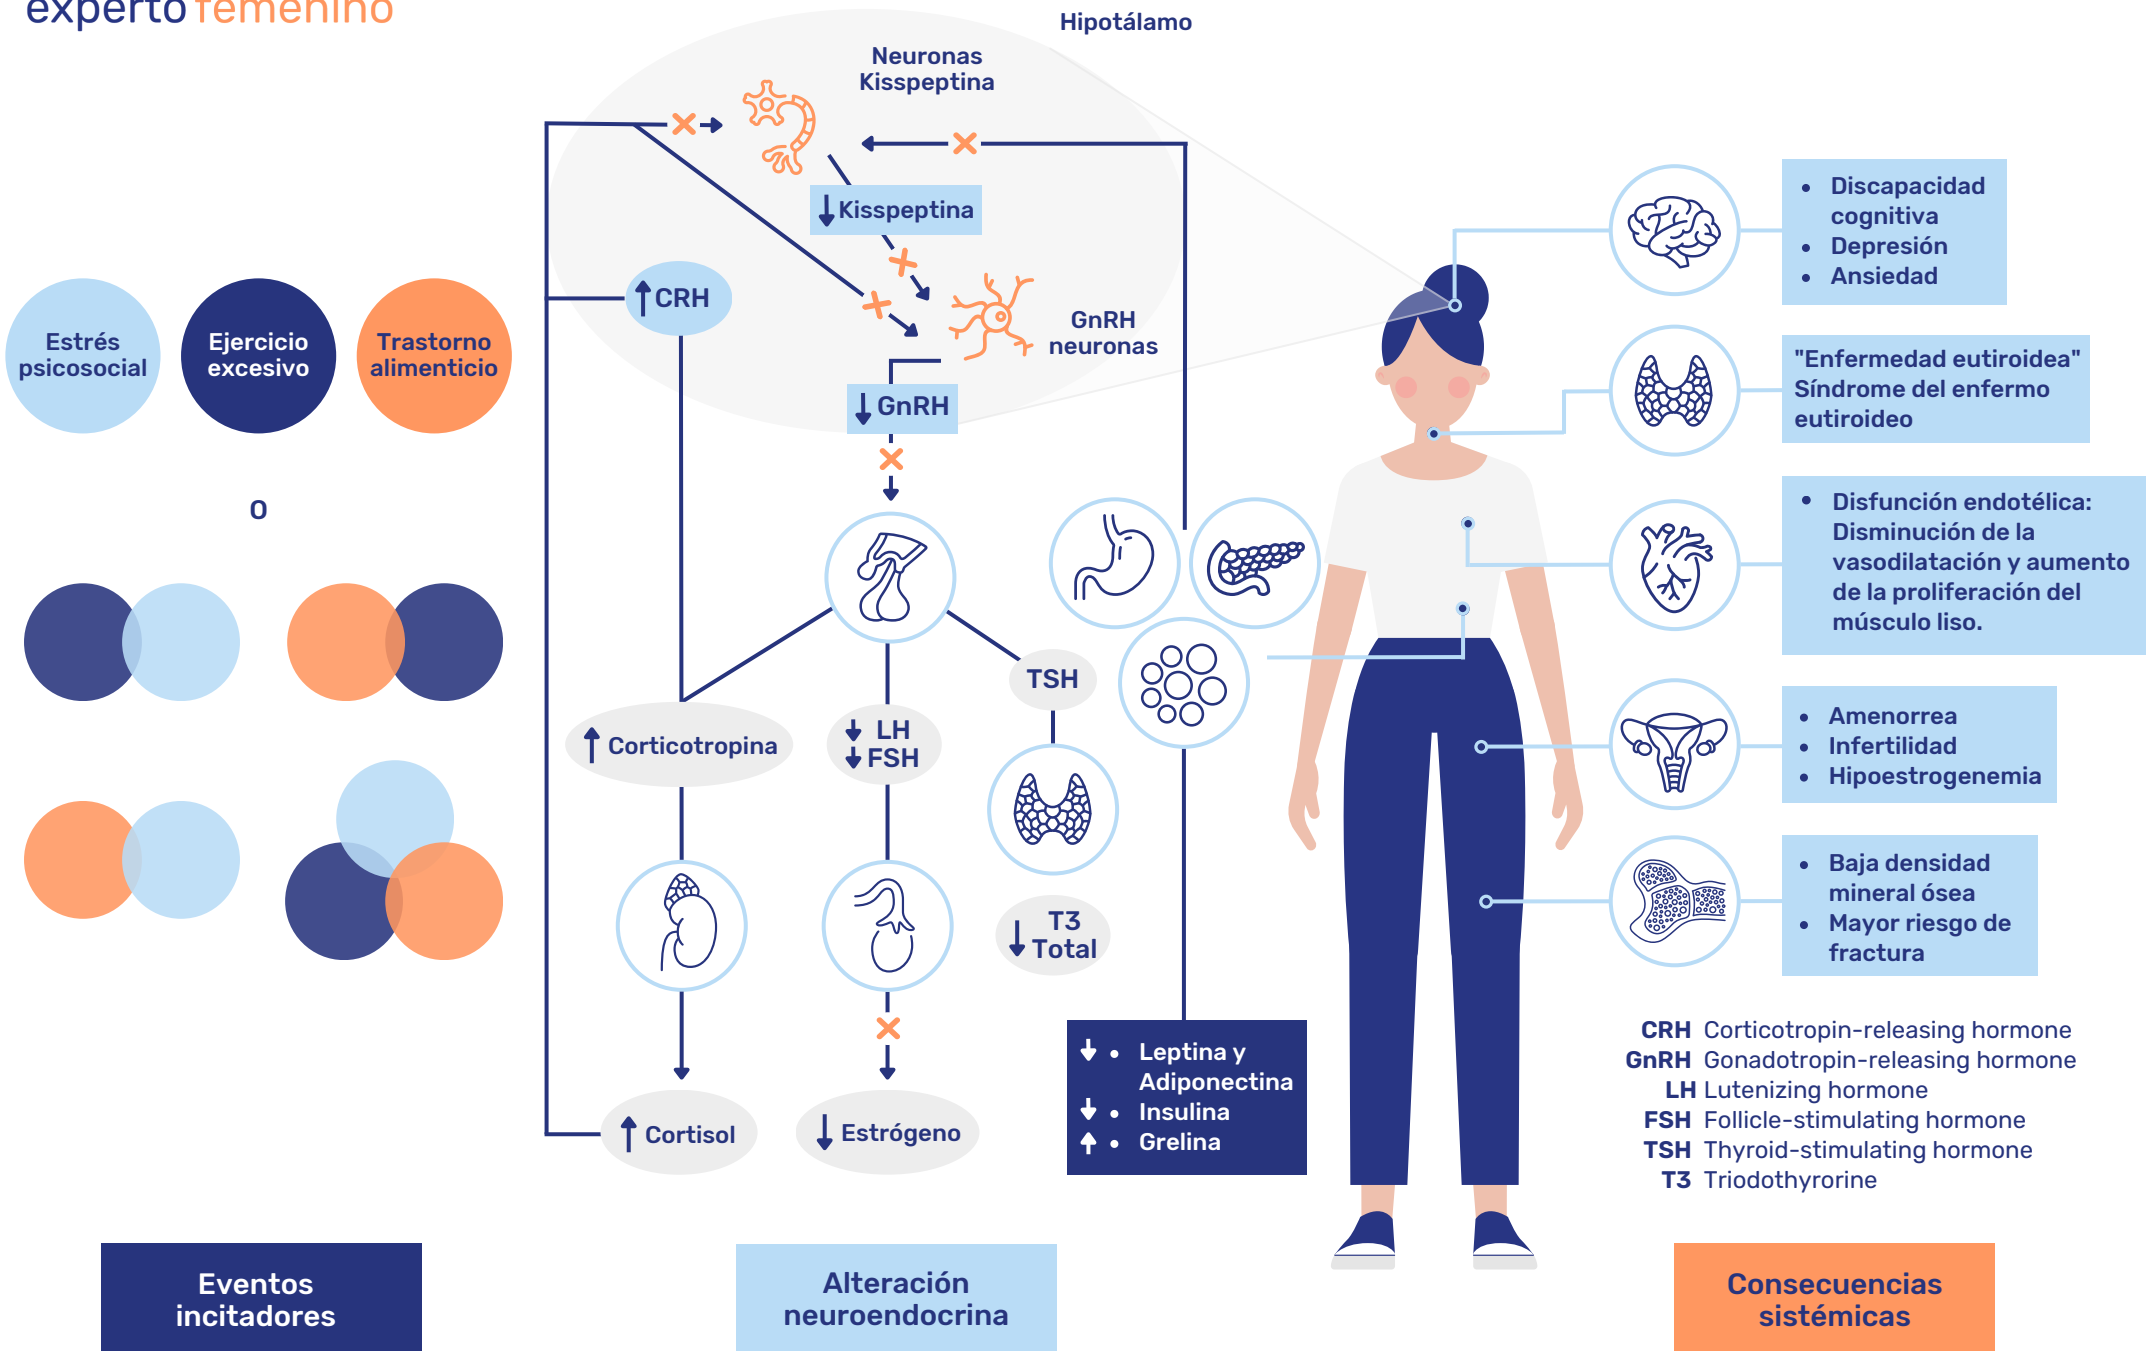 experto femenino
Hipotálamo
Neuronas
Kisspeptina
Kisspeptina
CRH
GnRH
neuronas
GnRH
Estrés
psicosocial
Ejercicio
excesivo
Trastorno
alimenticio
O
TSH
Corticotropina
LH
FSH
T3
Total
Cortisol
Estrógeno
• Leptina y
Adiponectina
• Insulina
• Grelina
• Discapacidad
cognitiva
• Depresión
• Ansiedad
"Enfermedad eutiroidea"
Síndrome del enfermo
eutiroideo
• Disfunción endotélica:
Disminución de la
vasodilatación y aumento
de la proliferación del
músculo liso.
• Amenorrea
• Infertilidad
• Hipoestrogenemia
• Baja densidad
mineral ósea
• Mayor riesgo de
fractura
CRH Corticotropin-releasing hormone
GnRH Gonadotropin-releasing hormone
LH Lutenizing hormone
FSH Follicle-stimulating hormone
TSH Thyroid-stimulating hormone
T3 Triodothyrorine
Eventos
incitadores
Alteración
neuroendocrina
Consecuencias
sistémicas